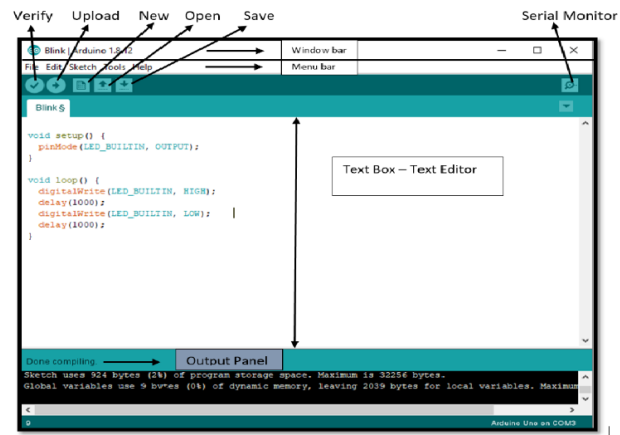 Verify Upload New Open Save Serial Monitor
Blink | Arduino 1.8.12 Window bar
File Edit Sketch Tools Help Menu bar
Blink §
void setup() {
pinMode(LED_BUILTIN, OUTPUT);
}
void loop() {
digitalWrite(LED_BUILTIN, HIGH);
delay(1000);
digitalWrite(LED_BUILTIN, LOW);
delay(1000);
}
Text Box – Text Editor
Done compiling. Output Panel
Sketch uses 924 bytes (2%) of program storage space. Maximum is 32256 bytes.
Global variables use 9 bytes (0%) of dynamic memory, leaving 2039 bytes for local variables. Maximum
9 Arduino Uno on COM3